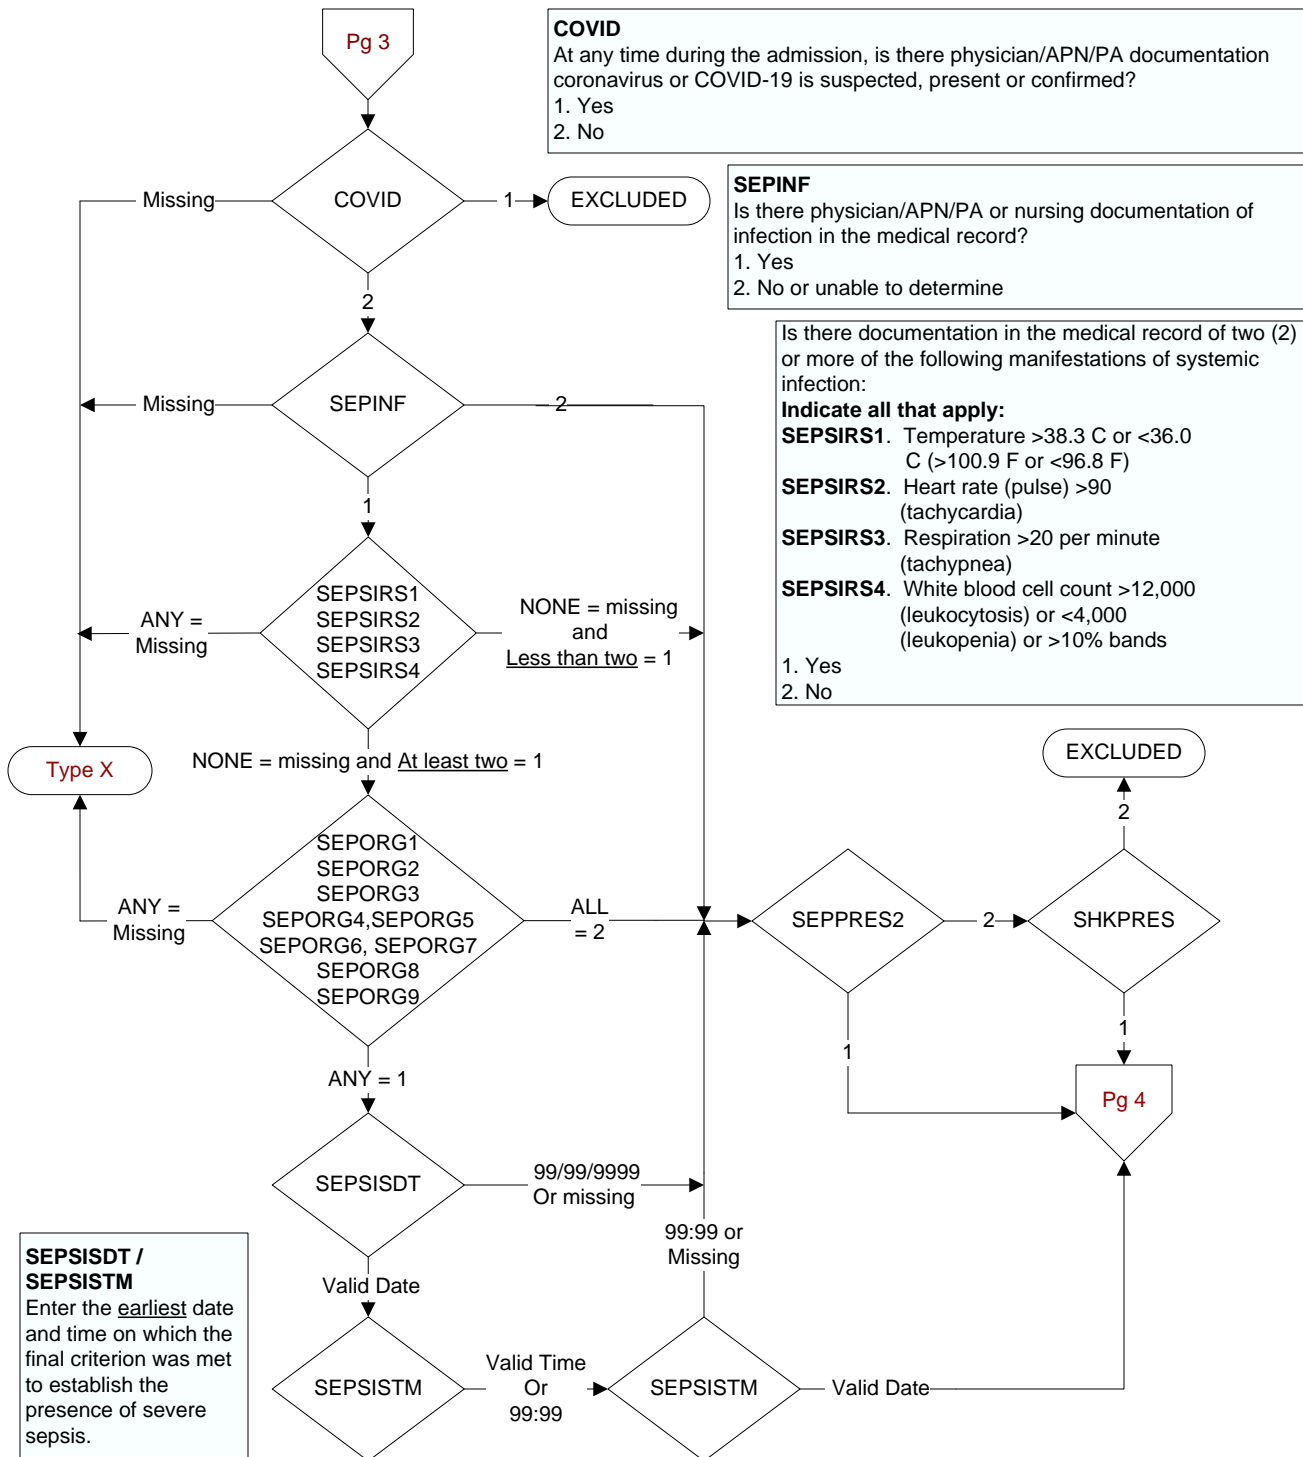 Pg 3
COVID
At any time during the admission, is there physician/APN/PA documentation
coronavirus or COVID-19 is suspected, present or confirmed?
1. Yes
2. No
Missing
COVID
1
EXCLUDED
SEPINF
Is there physician/APN/PA or nursing documentation of
infection in the medical record?
1. Yes
2. No or unable to determine
2
Missing
SEPINF
2
Is there documentation in the medical record of two (2)
or more of the following manifestations of systemic
infection:
Indicate all that apply:
SEPSIRS1. Temperature >38.3 C or <36.0
C (>100.9 F or <96.8 F)
SEPSIRS2. Heart rate (pulse) >90
(tachycardia)
SEPSIRS3. Respiration >20 per minute
(tachypnea)
SEPSIRS4. White blood cell count >12,000
(leukocytosis) or <4,000
(leukopenia) or >10% bands
1. Yes
2. No
1
ANY =
Missing
SEPSIRS1
SEPSIRS2
SEPSIRS3
SEPSIRS4
NONE = missing
and
Less than two = 1
Type X
NONE = missing and At least two = 1
EXCLUDED
2
ANY =
Missing
SEPORG1
SEPORG2
SEPORG3
SEPORG4,SEPORG5
SEPORG6, SEPORG7
SEPORG8
SEPORG9
ALL
= 2
SEPPRES2
2
SHKPRES
1
1
ANY = 1
Pg 4
SEPSISDT
99/99/9999
Or missing
99:99 or
Missing
SEPSISDT /
SEPSISTM
Enter the earliest date
and time on which the
final criterion was met
to establish the
presence of severe
sepsis.
Valid Date
SEPSISTM
Valid Time
Or
99:99
SEPSISTM
Valid Date